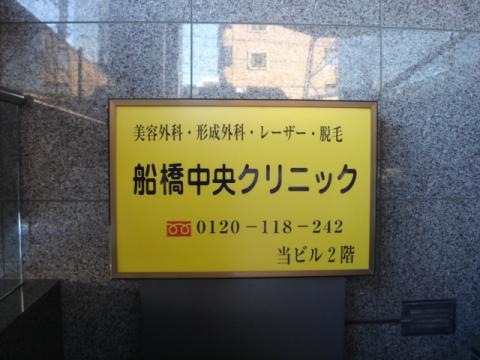 美容外科・形成外科・レーザー・脱毛
船橋中央クリニック
0120－118－242
当ビル2階